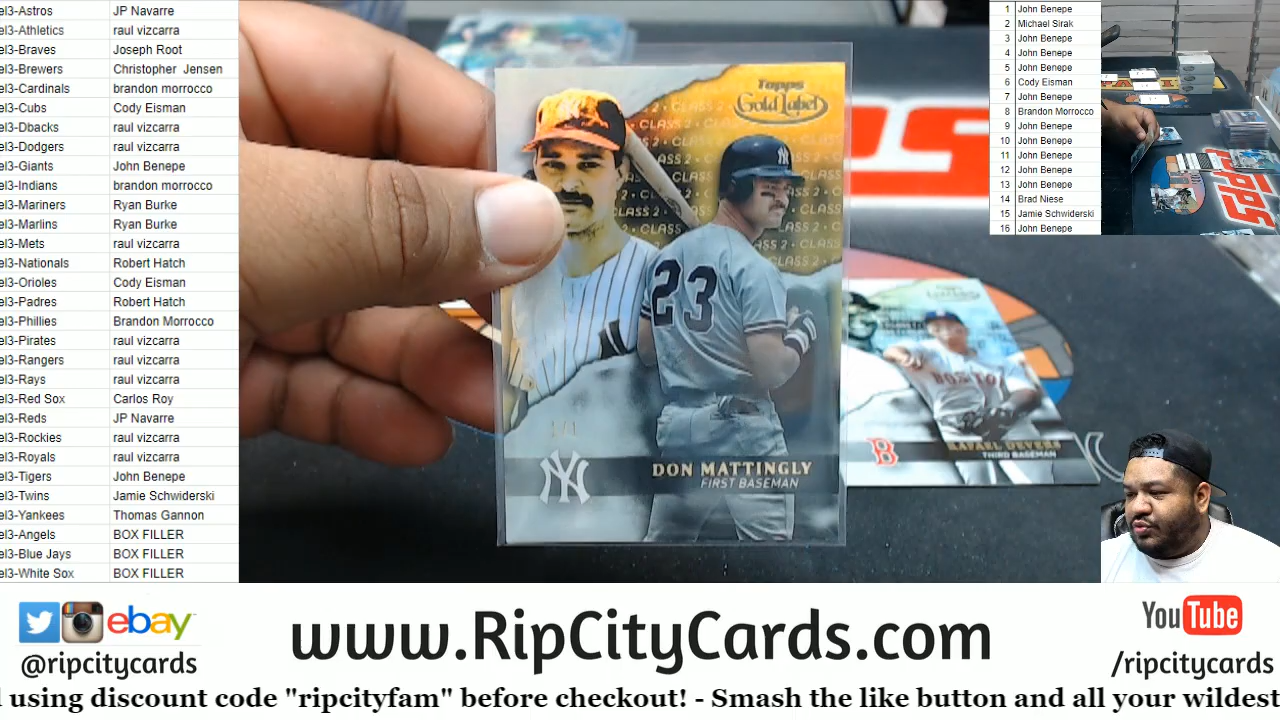 el3-Astros JP Navarre
el3-Athletics raul vizcarra
el3-Braves Joseph Root
el3-Brewers Christopher Jensen
el3-Cardinals brandon morrocco
el3-Cubs Cody Eisman
el3-Dbacks raul vizcarra
el3-Dodgers raul vizcarra
el3-Giants John Benepe
el3-Indians brandon morrocco
el3-Mariners Ryan Burke
el3-Marlins Ryan Burke
el3-Mets raul vizcarra
el3-Nationals Robert Hatch
el3-Orioles Cody Eisman
el3-Padres Robert Hatch
el3-Phillies Brandon Morrocco
el3-Pirates raul vizcarra
el3-Rangers raul vizcarra
el3-Rays raul vizcarra
el3-Red Sox Carlos Roy
el3-Reds JP Navarre
el3-Rockies raul vizcarra
el3-Royals raul vizcarra
el3-Tigers John Benepe
el3-Twins Jamie Schwiderski
el3-Yankees Thomas Gannon
el3-Angels BOX FILLER
el3-Blue Jays BOX FILLER
el3-White Sox BOX FILLER
Topps
Gold Label
CLASS 2
23
1/1
NY
DON MATTINGLY
FIRST BASEMAN
BOSTON
B
RAFAEL DEVERS
THIRD BASEMAN
1 John Benepe
2 Michael Sirak
3 John Benepe
4 John Benepe
5 John Benepe
6 Cody Eisman
7 John Benepe
8 Brandon Morrocco
9 John Benepe
10 John Benepe
11 John Benepe
12 John Benepe
13 John Benepe
14 Brad Niese
15 Jamie Schwiderski
16 John Benepe
ebay
@ripcitycards
www.RipCityCards.com
YouTube
/ripcitycards
l using discount code "ripcityfam" before checkout! - Smash the like button and all your wildest